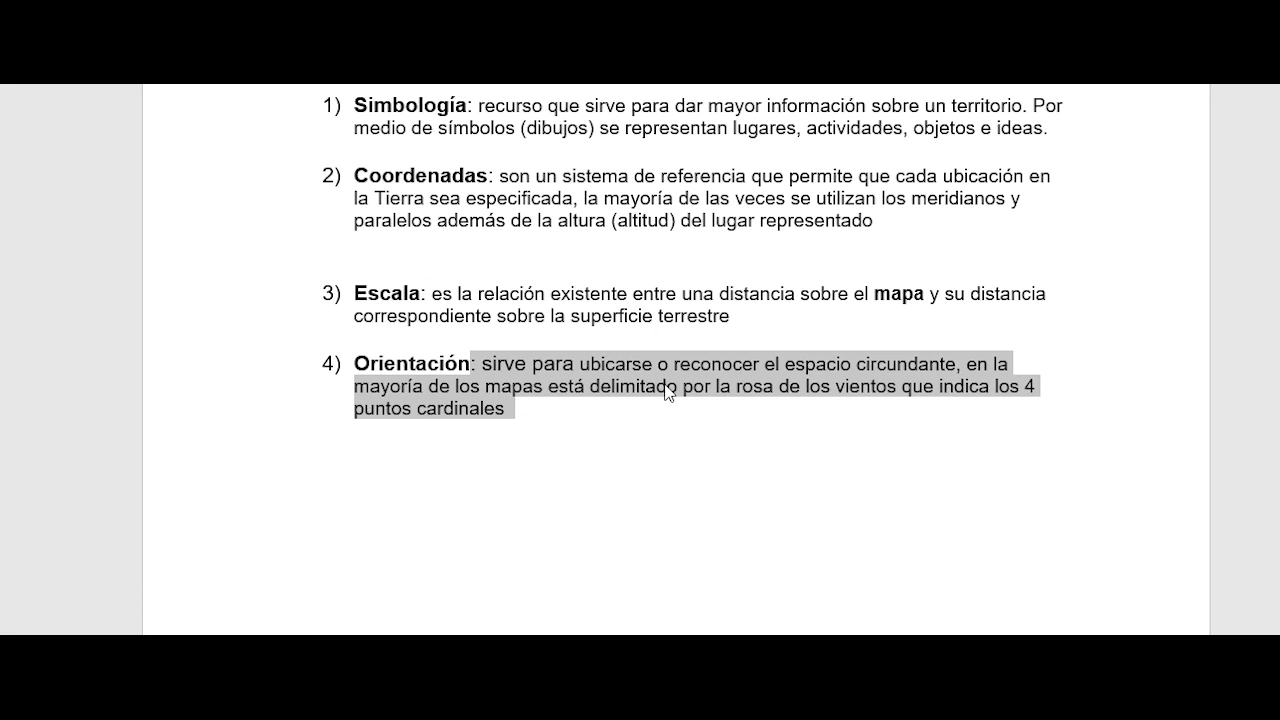 1) Simbología: recurso que sirve para dar mayor información sobre un territorio. Por
medio de símbolos (dibujos) se representan lugares, actividades, objetos e ideas.
2) Coordenadas: son un sistema de referencia que permite que cada ubicación en
la Tierra sea especificada, la mayoría de las veces se utilizan los meridianos y
paralelos además de la altura (altitud) del lugar representado
3) Escala: es la relación existente entre una distancia sobre el mapa y su distancia
correspondiente sobre la superficie terrestre
4) Orientación: sirve para ubicarse o reconocer el espacio circundante, en la
mayoría de los mapas está delimitado por la rosa de los vientos que indica los 4
puntos cardinales